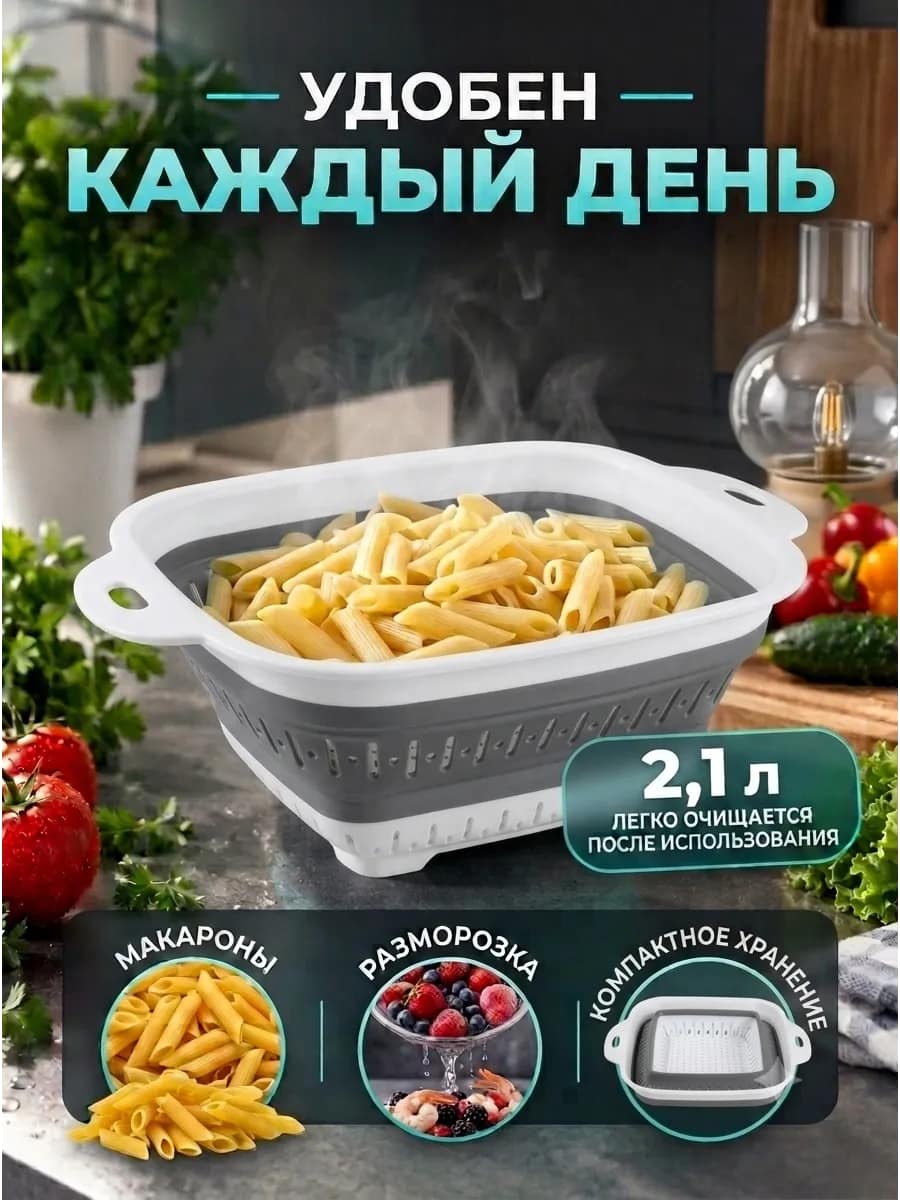 УДОБЕН
КАЖДЫЙ ДЕНЬ
2,1 л
ЛЕГКО ОЧИЩАЕТСЯ
ПОСЛЕ ИСПОЛЬЗОВАНИЯ
МАКАРОНЫ
РАЗМОРОЗКА
КОМПАКТНОЕ ХРАНЕНИЕ